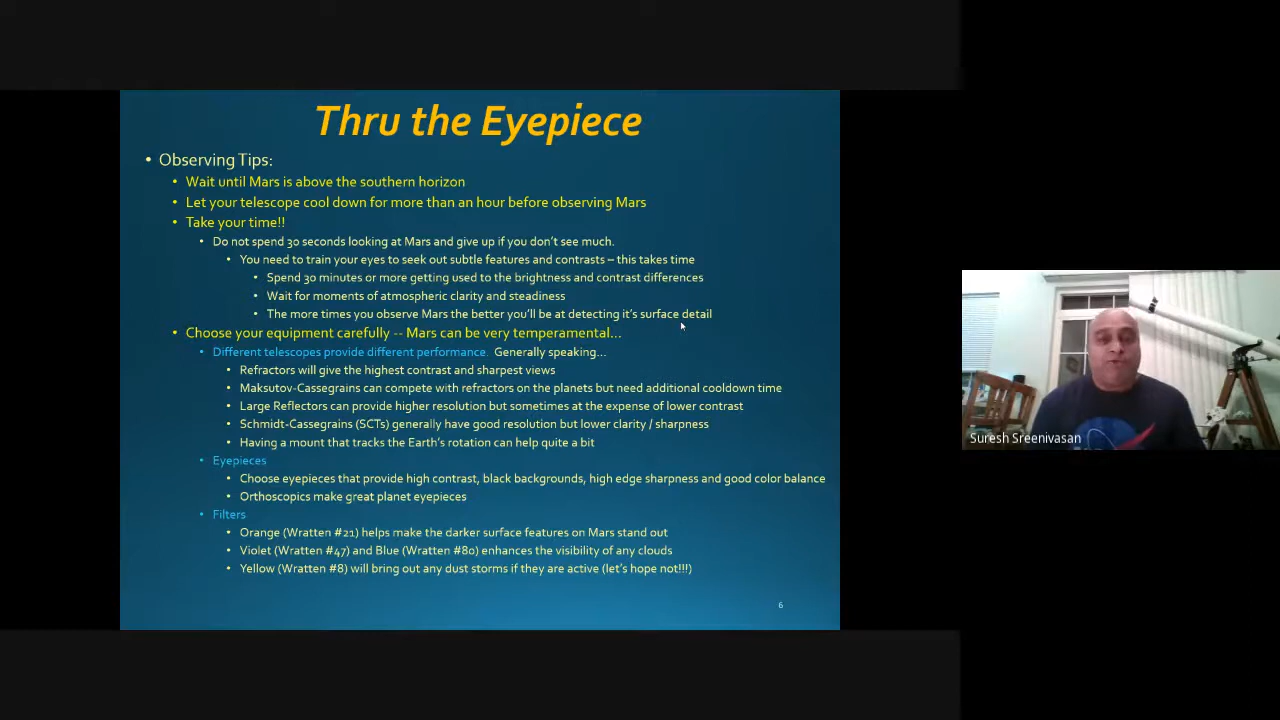 Thru the Eyepiece
• Observing Tips:
• Wait until Mars is above the southern horizon
• Let your telescope cool down for more than an hour before observing Mars
• Take your time!!
• Do not spend 30 seconds looking at Mars and give up if you don't see much.
• You need to train your eyes to seek out subtle features and contrasts – this takes time
• Spend 30 minutes or more getting used to the brightness and contrast differences
• Wait for moments of atmospheric clarity and steadiness
• The more times you observe Mars the better you'll be at detecting it's surface detail
• Choose your equipment carefully -- Mars can be very temperamental...
• Different telescopes provide different performance. Generally speaking...
• Refractors will give the highest contrast and sharpest views
• Maksutov-Cassegrains can compete with refractors on the planets but need additional cooldown time
• Large Reflectors can provide higher resolution but sometimes at the expense of lower contrast
• Schmidt-Cassegrains (SCTs) generally have good resolution but lower clarity / sharpness
• Having a mount that tracks the Earth's rotation can help quite a bit
• Eyepieces
• Choose eyepieces that provide high contrast, black backgrounds, high edge sharpness and good color balance
• Orthoscopics make great planet eyepieces
• Filters
• Orange (Wratten #21) helps make the darker surface features on Mars stand out
• Violet (Wratten #47) and Blue (Wratten #80) enhances the visibility of any clouds
• Yellow (Wratten #8) will bring out any dust storms if they are active (let's hope not!!!)
6
Suresh Sreenivasan